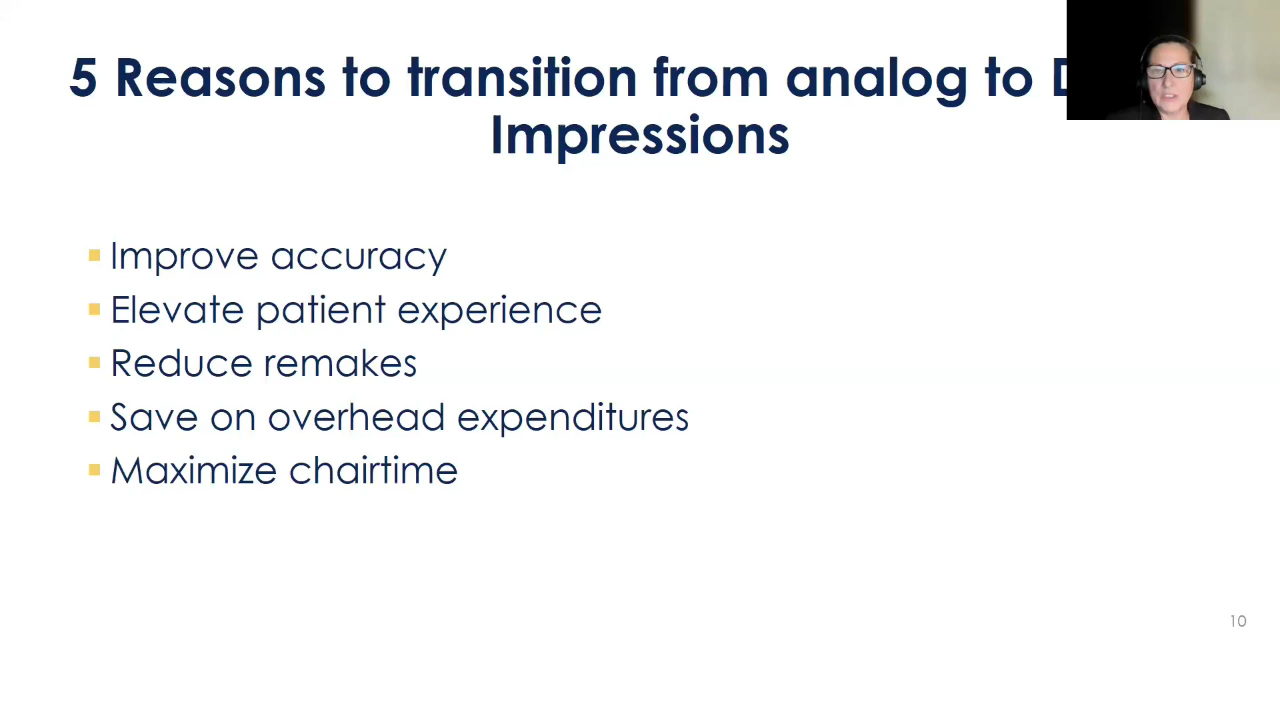 5 Reasons to transition from analog to
Impressions
Improve accuracy
Elevate patient experience
Reduce remakes
Save on overhead expenditures
Maximize chairtime
10